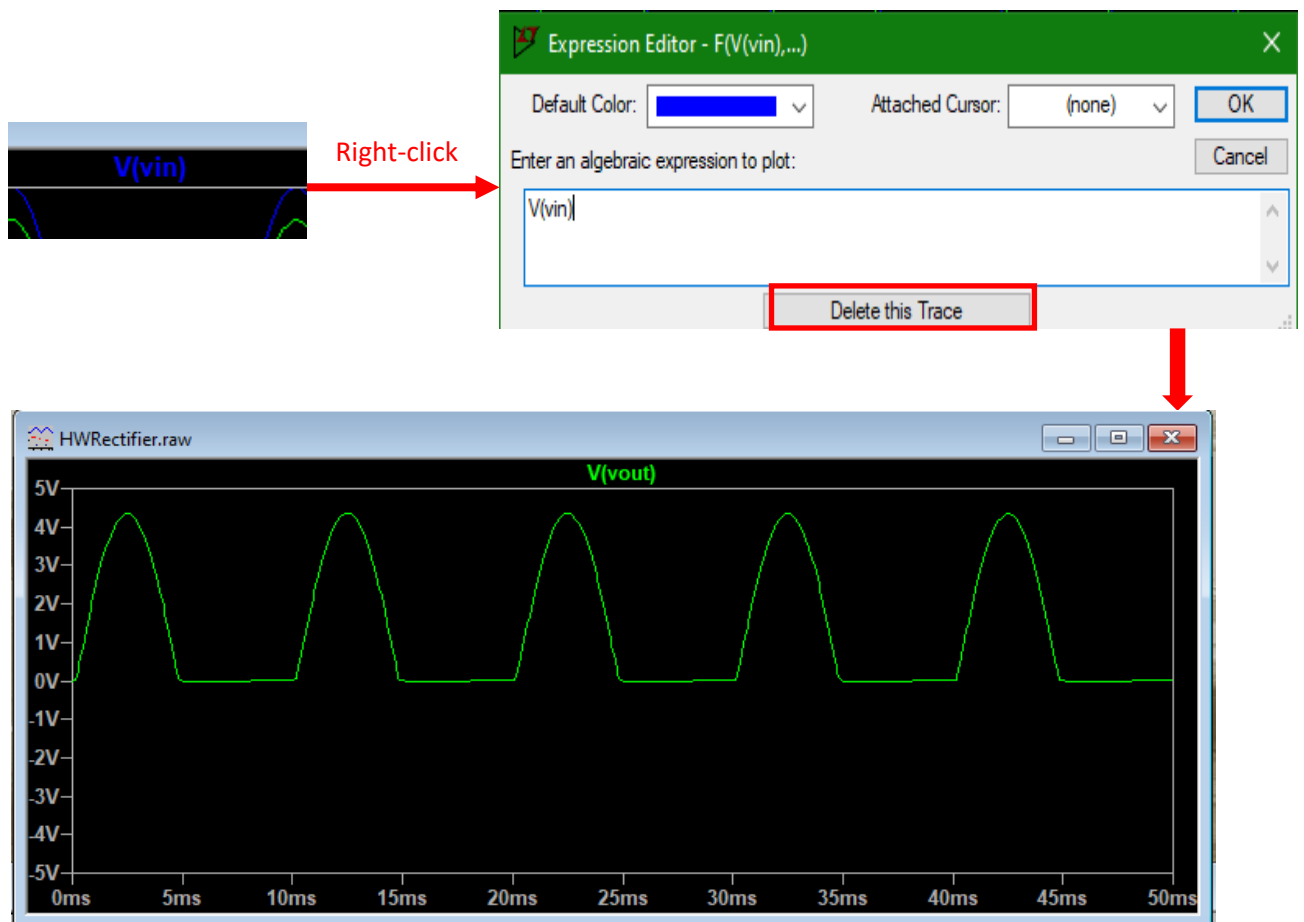 Expression Editor - F(V(vin),...)
Default Color:
Attached Cursor:
(none)
OK
V(vin)
Right-click
Enter an algebraic expression to plot:
Cancel
V(vin)
Delete this Trace
HWRectifier.raw
V(vout)
5V
4V
3V
2V
1V
0V
-1V
-2V
-3V
-4V
-5V
0ms 5ms 10ms 15ms 20ms 25ms 30ms 35ms 40ms 45ms 50ms